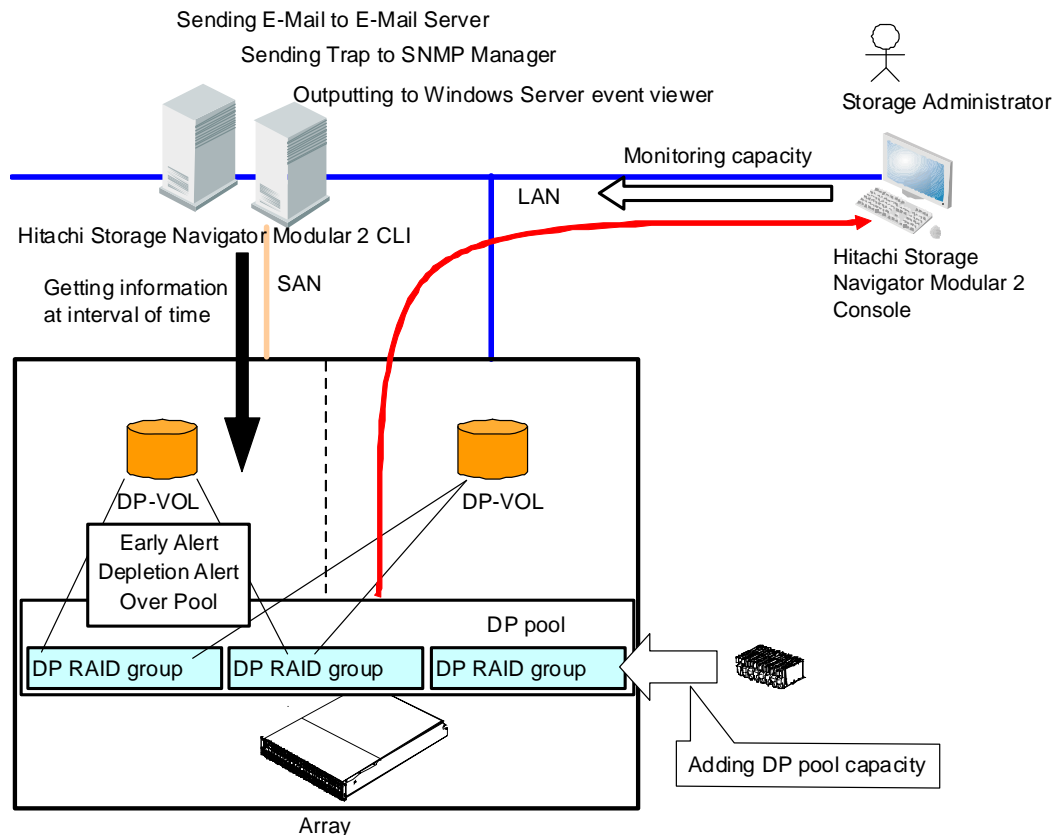 Sending E-Mail to E-Mail Server
Sending Trap to SNMP Manager
Outputting to Windows Server event viewer
Storage Administrator
Monitoring capacity
LAN
Hitachi Storage Navigator Modular 2 CLI
Hitachi Storage
Navigator Modular 2
Console
Getting information
at interval of time
SAN
DP-VOL
DP-VOL
Early Alert
Depletion Alert
Over Pool
DP pool
DP RAID group
DP RAID group
DP RAID group
Adding DP pool capacity
Array